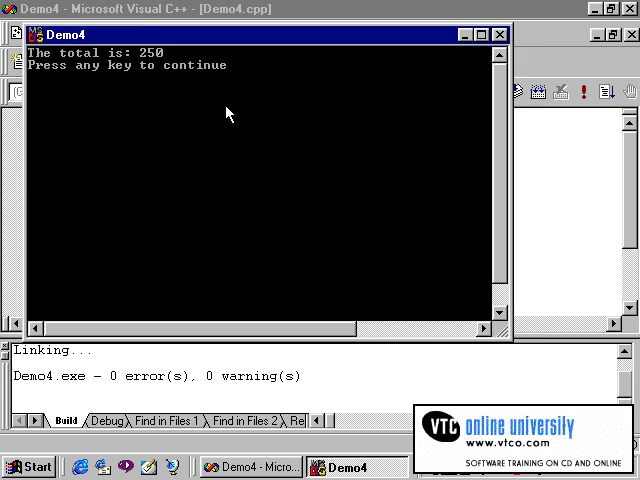 Demo4 - Microsoft Visual C++ - [Demo4.cpp]
Demo4
The total is: 250
Press any key to continue
Linking...
Demo4.exe - 0 error(s), 0 warning(s)
Build Debug Find in Files 1 Find in Files 2 Re
VTC online university
www.vtco.com
SOFTWARE TRAINING ON CD AND ONLINE
Start Demo4 - Micro... Demo4